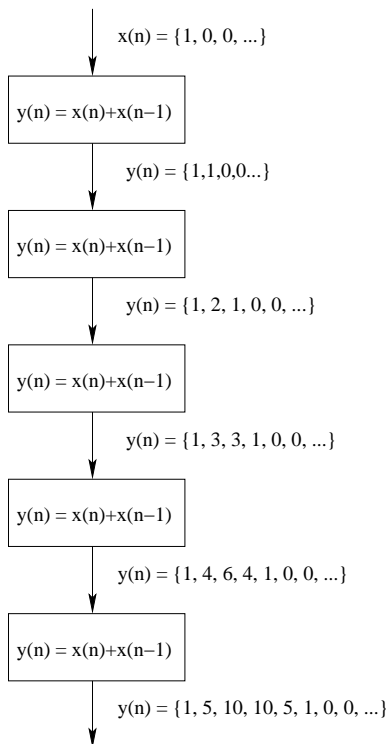 x(n) = {1, 0, 0, ...}
y(n) = x(n)+x(n−1)
y(n) = {1,1,0,0...}
y(n) = x(n)+x(n−1)
y(n) = {1, 2, 1, 0, 0, ...}
y(n) = x(n)+x(n−1)
y(n) = {1, 3, 3, 1, 0, 0, ...}
y(n) = x(n)+x(n−1)
y(n) = {1, 4, 6, 4, 1, 0, 0, ...}
y(n) = x(n)+x(n−1)
y(n) = {1, 5, 10, 10, 5, 1, 0, 0, ...}